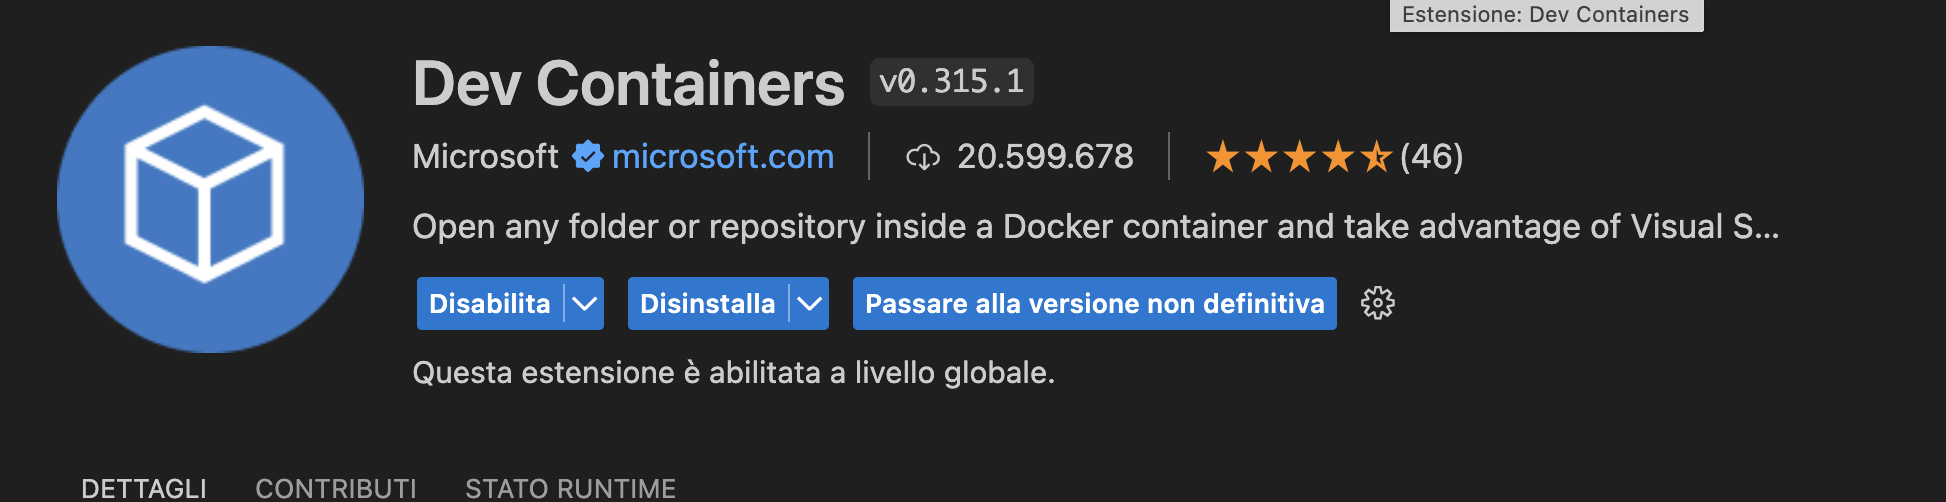 Estensione: Dev Containers
Dev Containers v0.315.1
Microsoft microsoft.com 20.599.678 (46)
Open any folder or repository inside a Docker container and take advantage of Visual S...
Disabilita Disinstalla Passare alla versione non definitiva
Questa estensione è abilitata a livello globale.
DETTAGLI CONTRIBUTI STATO RUNTIME